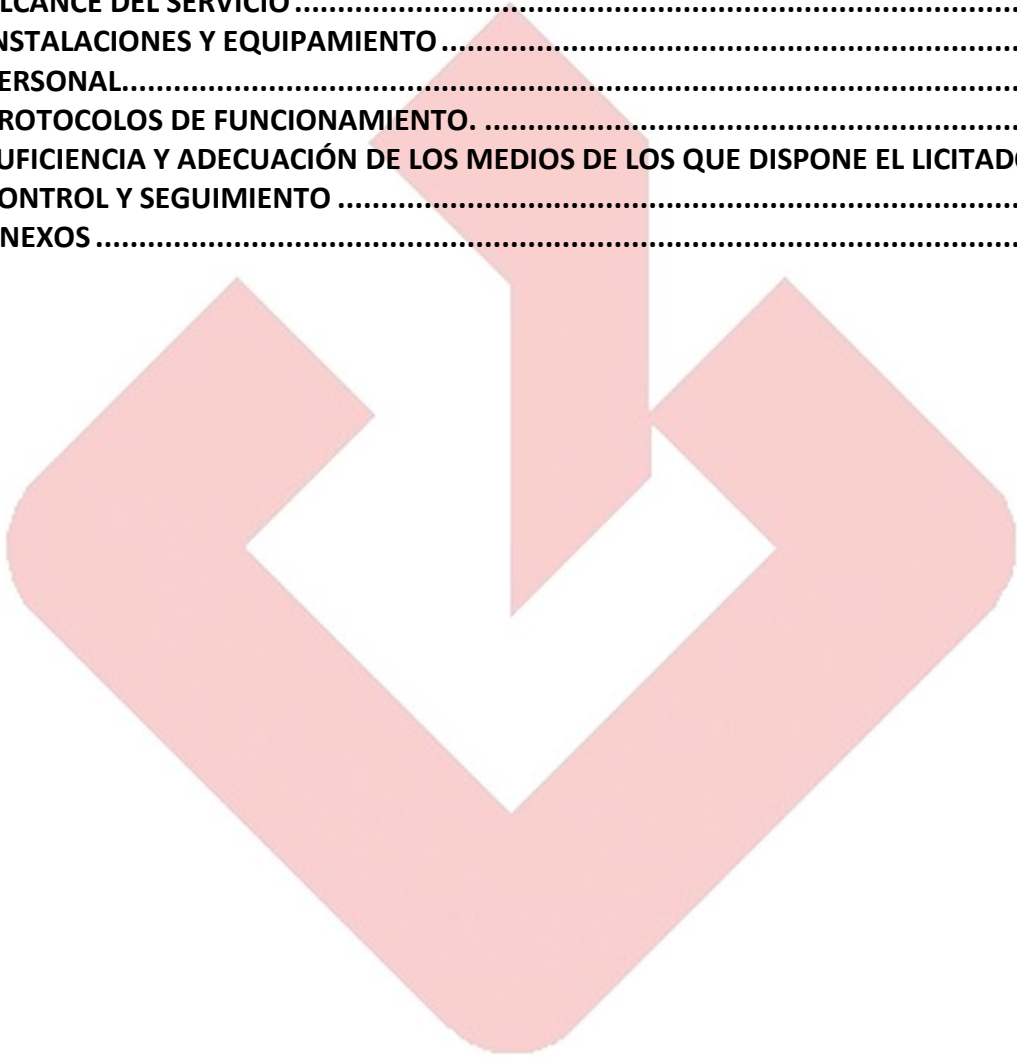 LCANCE DEL SERVICIO
NSTALACIONES Y EQUIPAMIENTO
ERSONAL
ROTOCOLOS DE FUNCIONAMIENTO.
UFICIENCIA Y ADECUACIÓN DE LOS MEDIOS DE LOS QUE DISPONE EL LICITADO
ONTROL Y SEGUIMIENTO
NEXOS